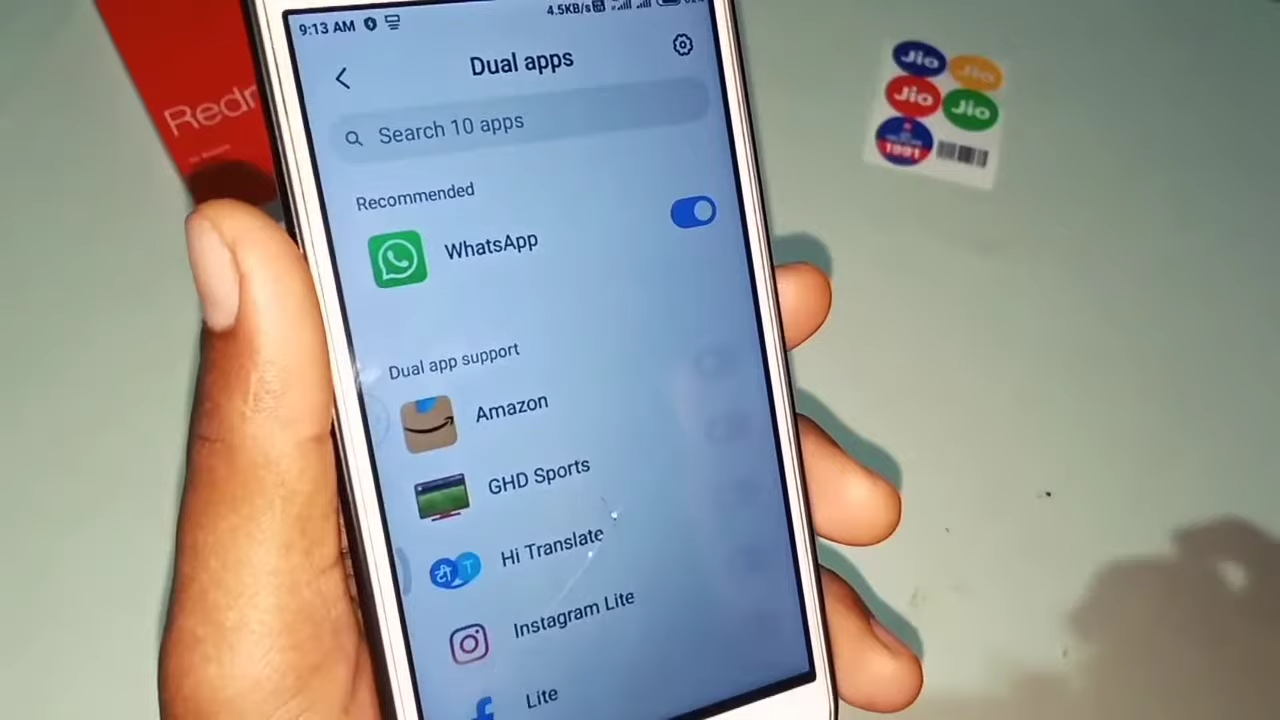 9:13 AM
4.5KB/s
Dual apps
Search 10 apps
Recommended
WhatsApp
Dual app support
Amazon
GHD Sports
टी T
Hi Translate
Instagram Lite
Lite
Jio
Jio
Jio
Jio
1991